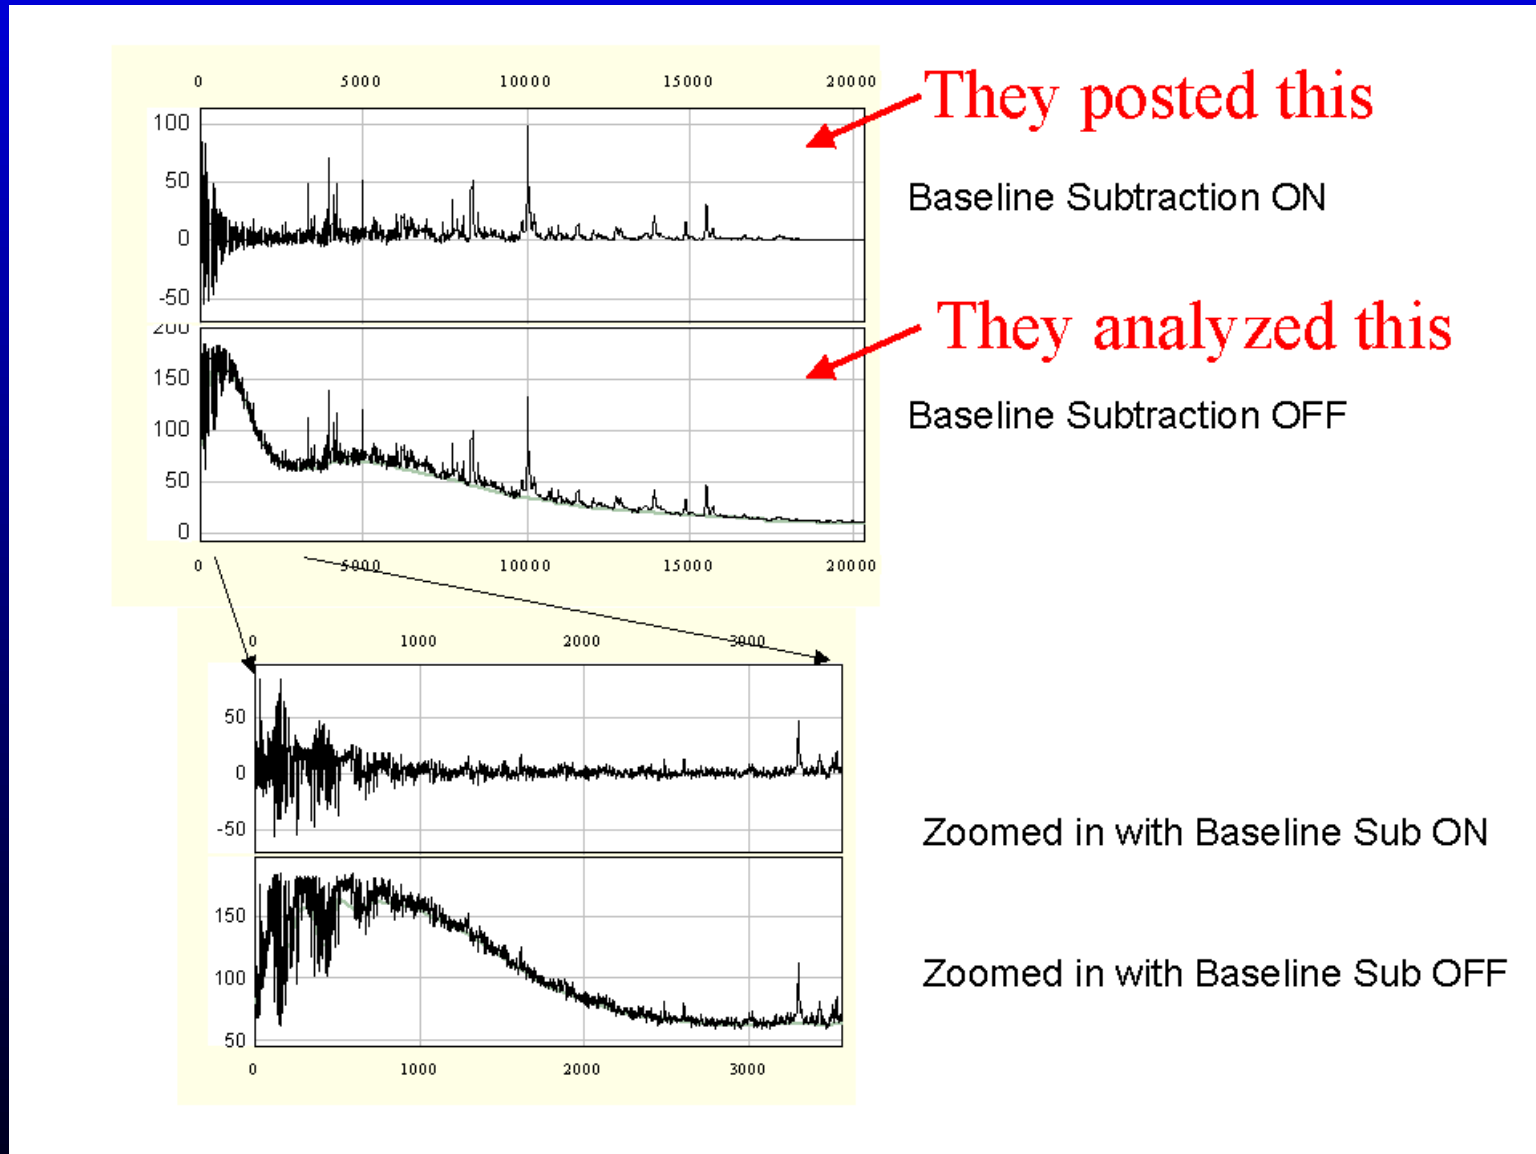 0 5000 10000 15000 20000
They posted this
100
50
0
-50
Baseline Subtraction ON
They analyzed this
200
150
100
50
0
Baseline Subtraction OFF
0 5000 10000 15000 20000
0 1000 2000 3000
50
0
-50
Zoomed in with Baseline Sub ON
150
100
50
Zoomed in with Baseline Sub OFF
0 1000 2000 3000